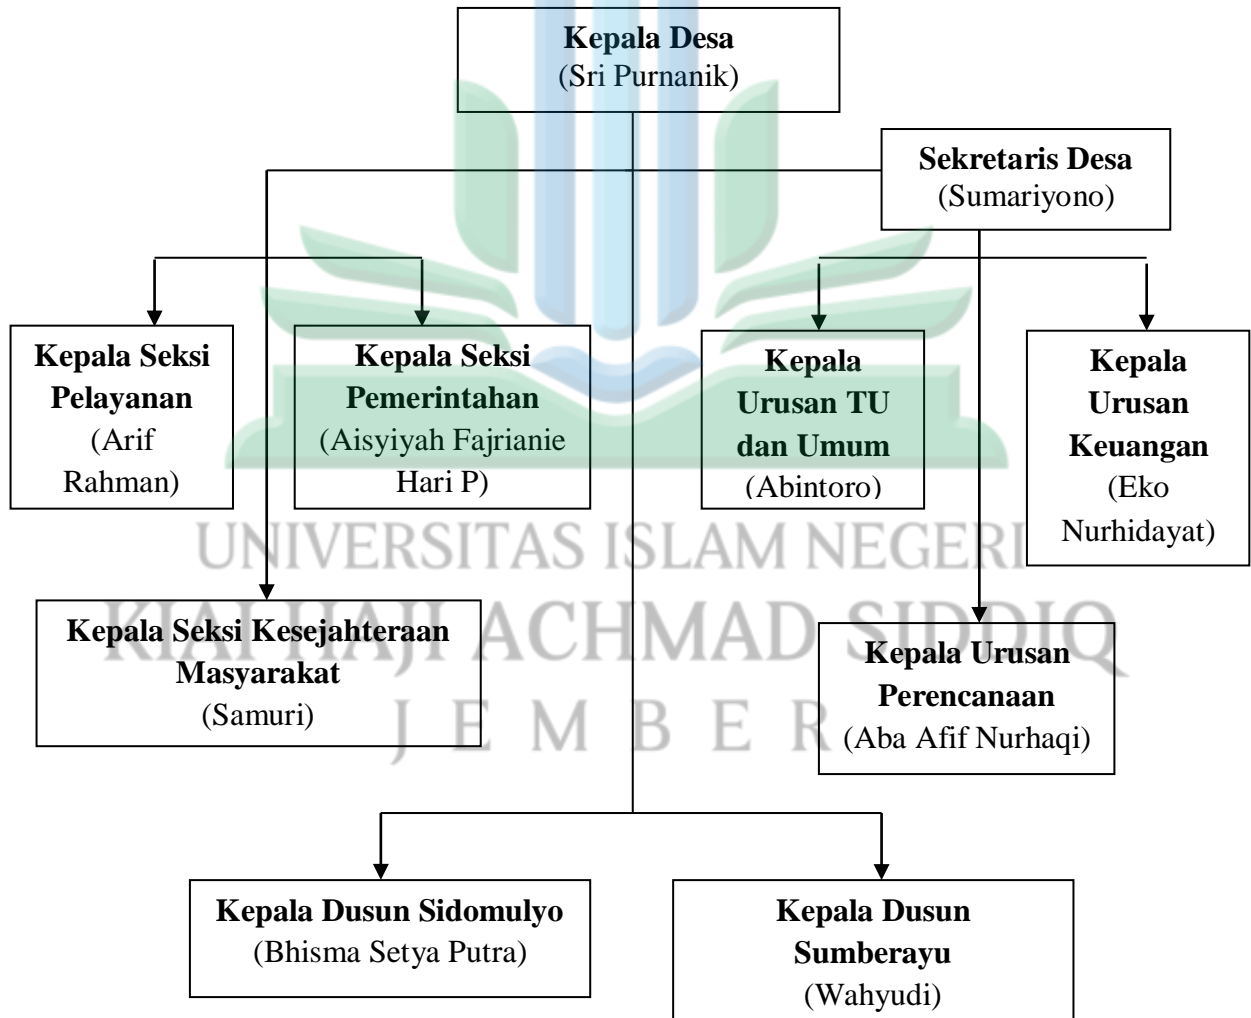 Kepala Desa
(Sri Purnanik)
Sekretaris Desa
(Sumariyono)
Kepala Seksi
Pelayanan
(Arif
Rahman)
Kepala Seksi
Pemerintahan
(Aisyiyah Fajrianie
Hari P)
Kepala
Urusan TU
dan Umum
(Abintoro)
Kepala
Urusan
Keuangan
(Eko
Nurhidayat)
UNIVERSITAS ISLAM NEGERI
KIAI HAJI ACHMAD SIDDIQ
JEMBER
Kepala Seksi Kesejahteraan
Masyarakat
(Samuri)
Kepala Urusan
Perencanaan
(Aba Afif Nurhaqi)
Kepala Dusun Sidomulyo
(Bhisma Setya Putra)
Kepala Dusun
Sumberayu
(Wahyudi)